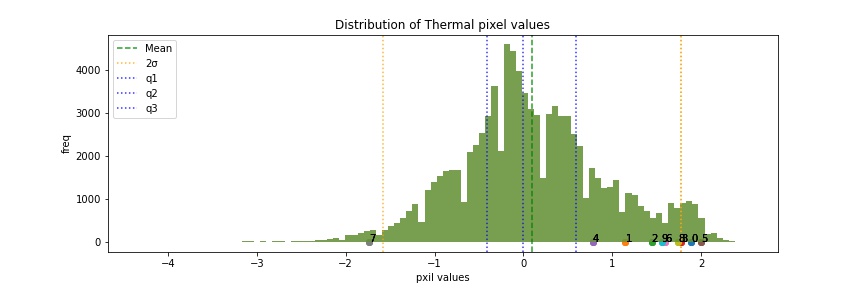 Distribution of Thermal pixel values
Mean
2σ
q1
q2
q3
4000
3000
2000
1000
0
freq
7 4 1 2 9 6 8 3 0 5
−4 −3 −2 −1 0 1 2
pxil values